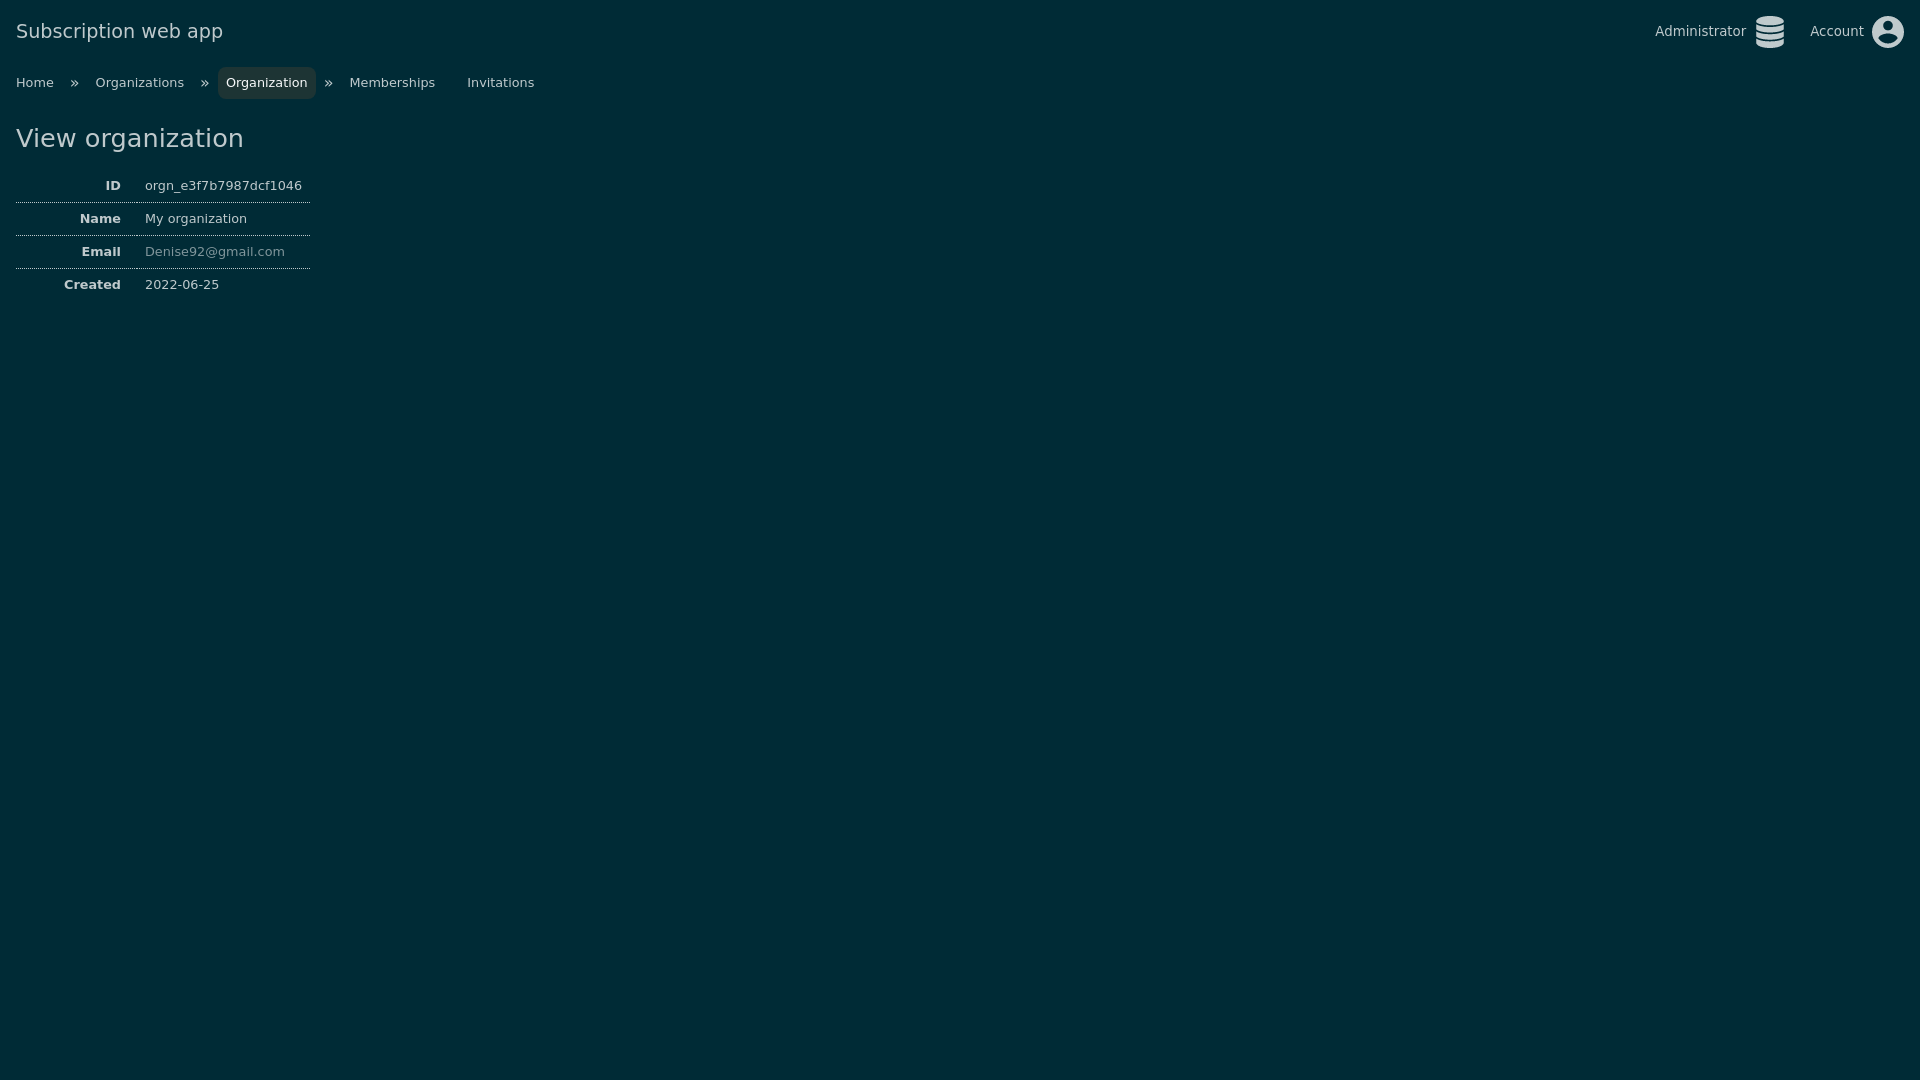 Subscription web app
Administrator
Account
Home » Organizations » Organization » Memberships Invitations
View organization
ID orgn_e3f7b7987dcf1046
Name My organization
Email Denise92@gmail.com
Created 2022-06-25